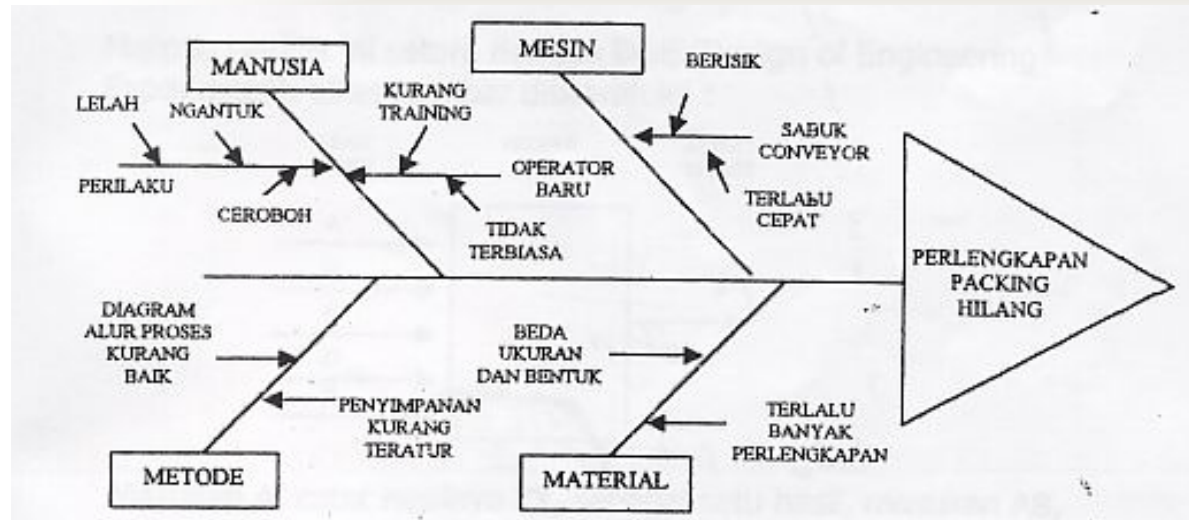 MANUSIA
MESIN
BERISIK
LELAH
NGANTUK
KURANG
TRAINING
SABUK
CONVEYOR
PERILAKU
OPERATOR
BARU
CEROBOH
TERLALU
CEPAT
TIDAK
TERBIASA
PERLENGKAPAN
PACKING
HILANG
DIAGRAM
ALUR PROSES
KURANG
BAIK
BEDA
UKURAN
DAN BENTUK
PENYIMPANAN
KURANG
TERATUR
TERLALU
BANYAK
PERLENGKAPAN
METODE
MATERIAL